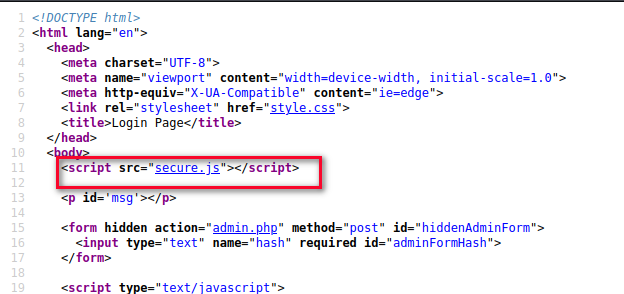 1 <!DOCTYPE html>
2 <html lang="en">
3 <head>
4 <meta charset="UTF-8">
5 <meta name="viewport" content="width=device-width, initial-scale=1.0">
6 <meta http-equiv="X-UA-Compatible" content="ie=edge">
7 <link rel="stylesheet" href="style.css">
8 <title>Login Page</title>
9 </head>
10 <body>
11 <script src="secure.js"></script>
12
13 <p id='msg'></p>
14
15 <form hidden action="admin.php" method="post" id="hiddenAdminForm">
16 <input type="text" name="hash" required id="adminFormHash">
17 </form>
18
19 <script type="text/javascript">